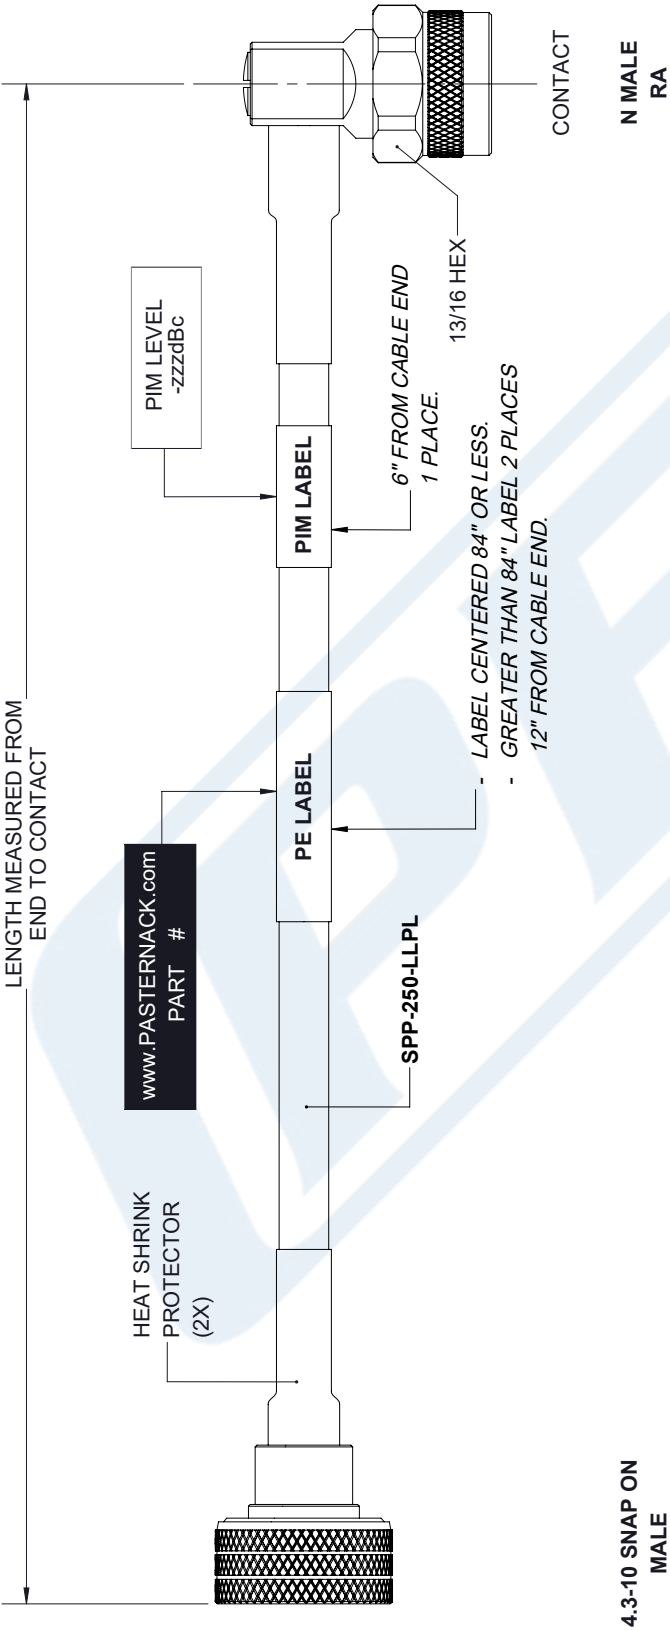 LENGTH MEASURED FROM
END TO CONTACT
HEAT SHRINK
PROTECTOR
(2X)
www.PASTERNACK.com
PART #
PIM LEVEL
-zzzdBc
PE LABEL
PIM LABEL
SPP-250-LLPL
- LABEL CENTERED 84" OR LESS.
- GREATER THAN 84" LABEL 2 PLACES
12" FROM CABLE END.
6" FROM CABLE END
1 PLACE.
13/16 HEX
CONTACT
4.3-10 SNAP ON
MALE
N MALE
RA